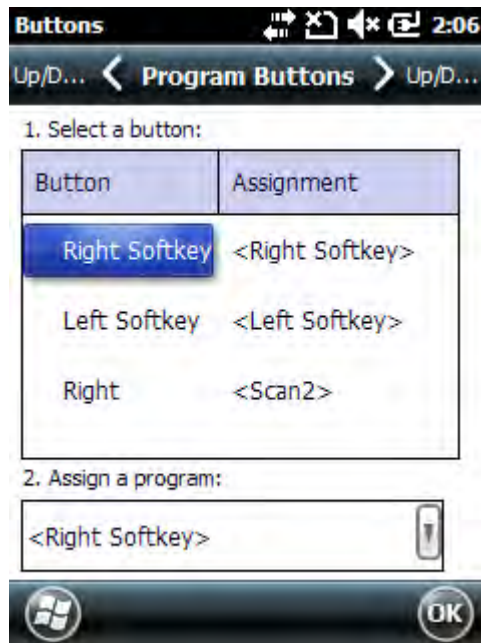 Buttons 2:06
Up/D... Program Buttons Up/D...
1. Select a button:
Button Assignment
Right Softkey <Right Softkey>
Left Softkey <Left Softkey>
Right <Scan2>
2. Assign a program:
<Right Softkey>
OK